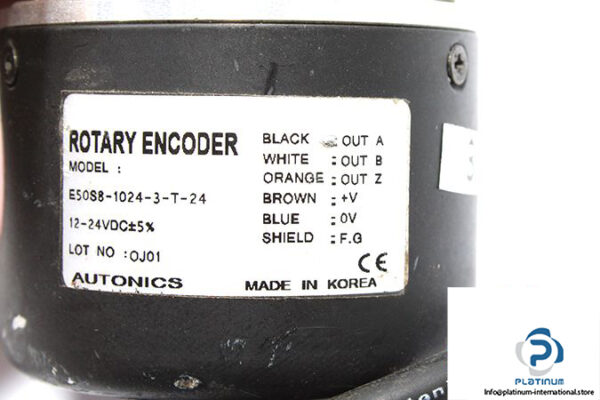 ROTARY ENCODER
MODEL :
E50S8-1024-3-T-24
12-24VDC±5%
LOT NO : OJ01
AUTONICS
BLACK : OUT A
WHITE : OUT B
ORANGE : OUT Z
BROWN : +V
BLUE : 0V
SHIELD : F.G
CE
MADE IN KOREA
PLATINUM
Info@platinum-international.store